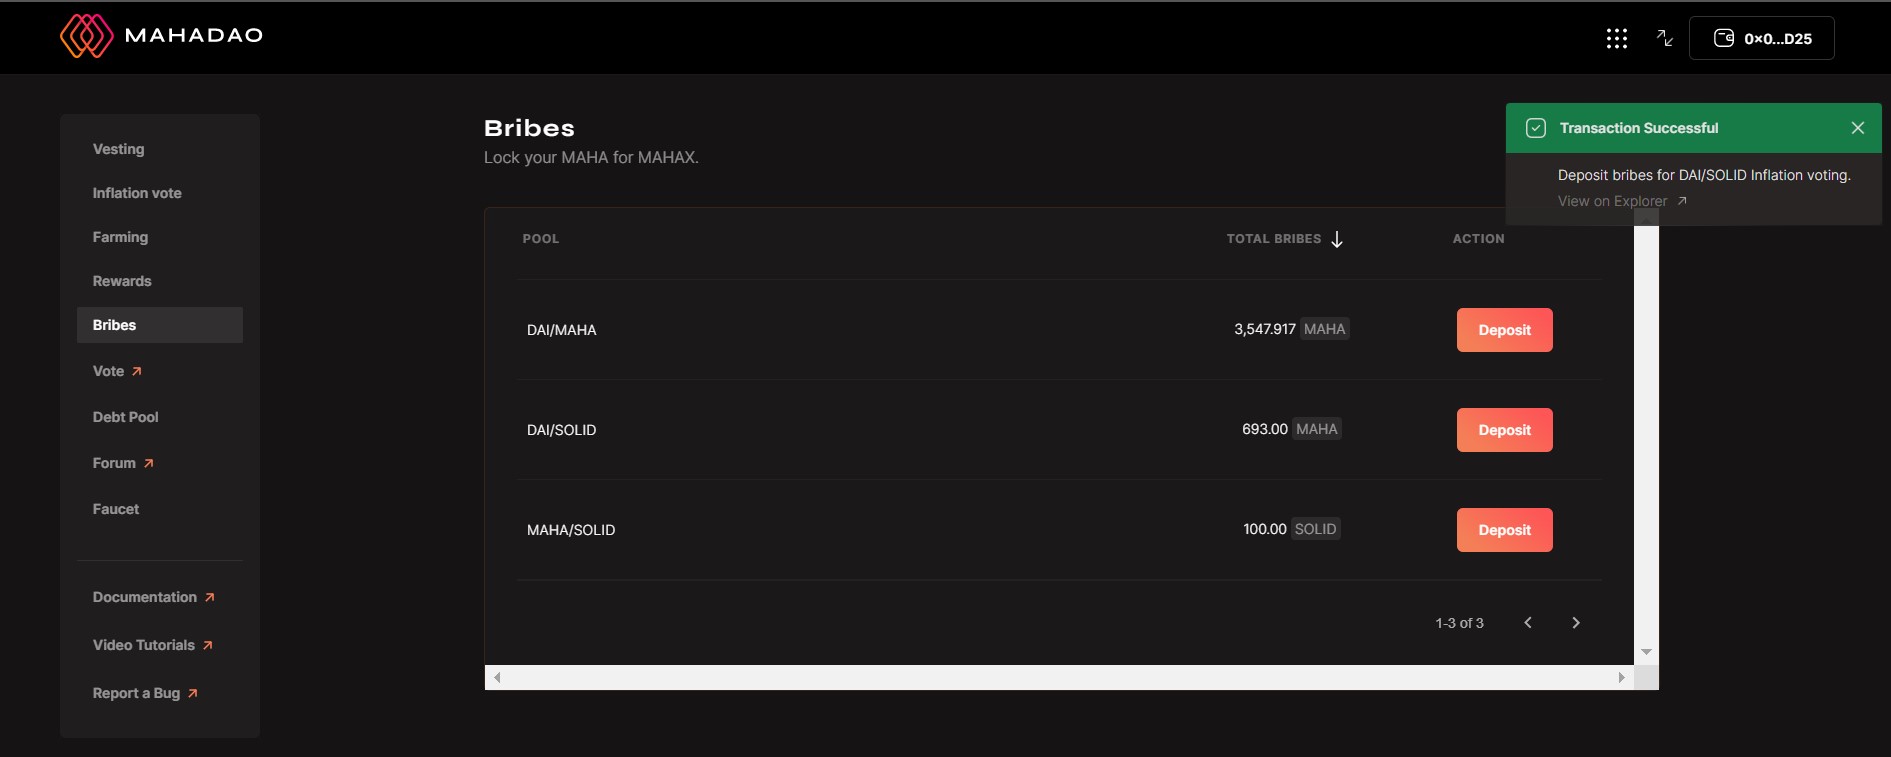 MAHADAO
0×0...D25
Vesting
Inflation vote
Farming
Rewards
Bribes
Vote
Debt Pool
Forum
Faucet
Documentation
Video Tutorials
Report a Bug
Bribes
Lock your MAHA for MAHAX.
Transaction Successful
Deposit bribes for DAI/SOLID Inflation voting.
View on Explorer
POOL TOTAL BRIBES ACTION
DAI/MAHA 3,547.917 MAHA Deposit
DAI/SOLID 693.00 MAHA Deposit
MAHA/SOLID 100.00 SOLID Deposit
1-3 of 3